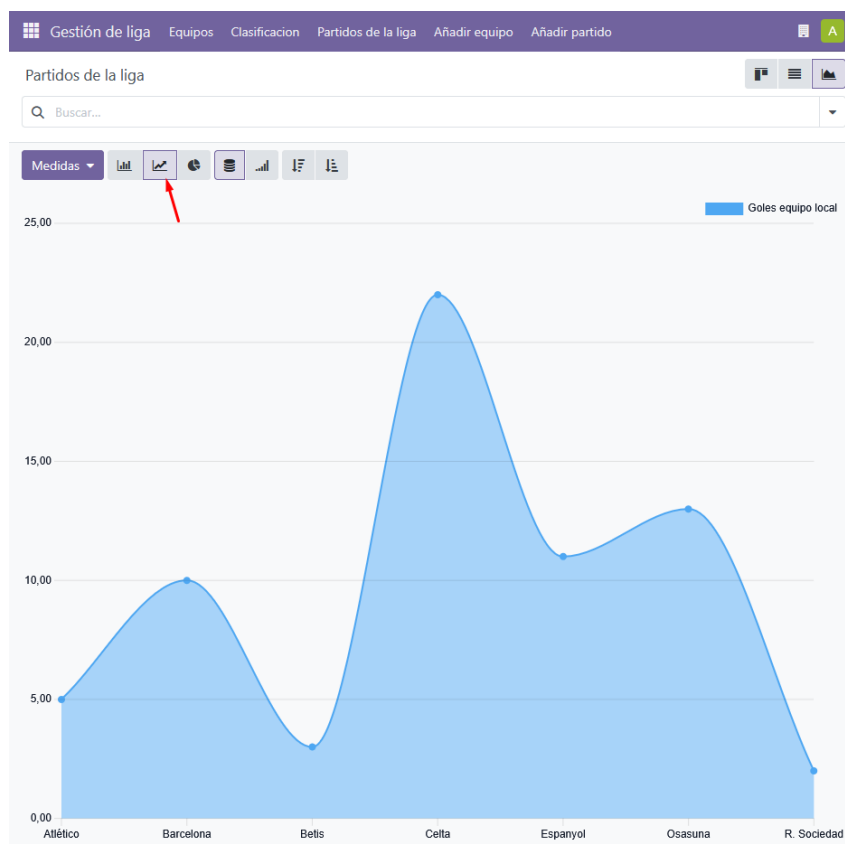 Gestión de liga Equipos Clasificacion Partidos de la liga Añadir equipo Añadir partido A
Partidos de la liga
Buscar...
Medidas
Goles equipo local
25,00
20,00
15,00
10,00
5,00
0,00
Atlético Barcelona Betis Celta Espanyol Osasuna R. Sociedad